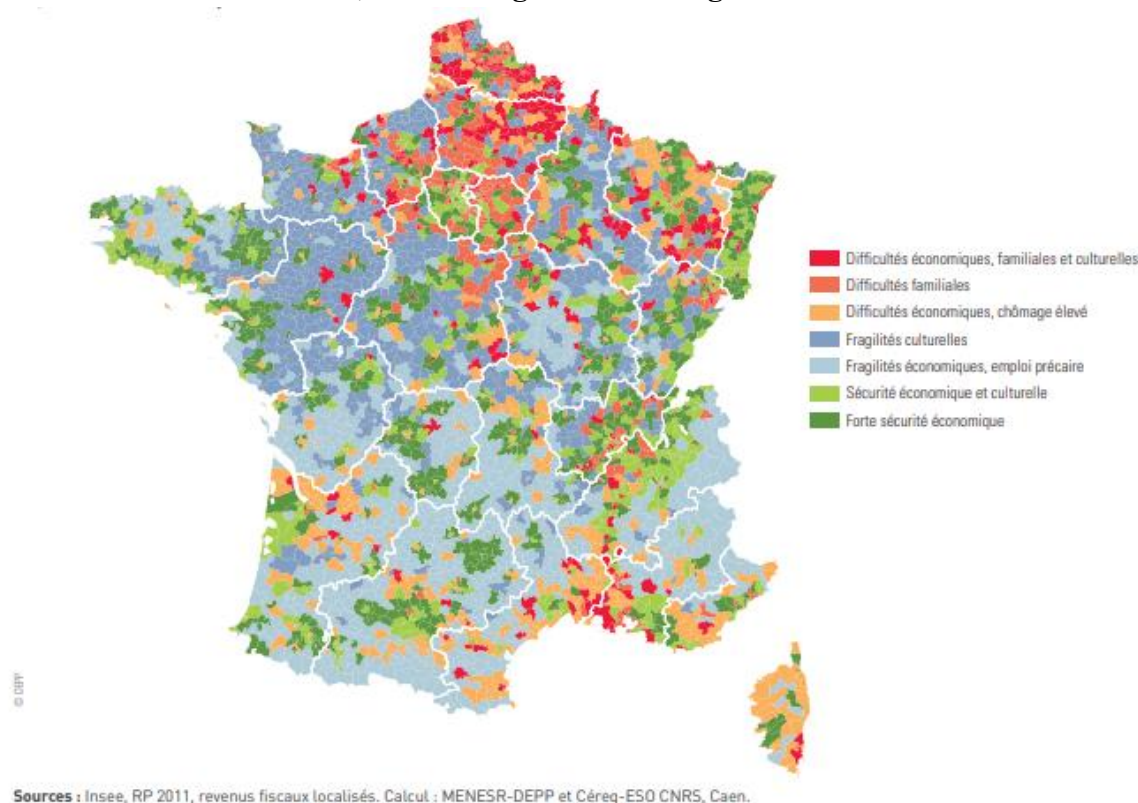 Difficultés économiques, familiales et culturelles
Difficultés familiales
Difficultés économiques, chômage élevé
Fragilités culturelles
Fragilités économiques, emploi précaire
Sécurité économique et culturelle
Forte sécurité économique
© DEPP
Sources : Insee, RP 2011, revenus fiscaux localisés. Calcul : MENESR-DEPP et Céreq-ESO CNRS, Caen.